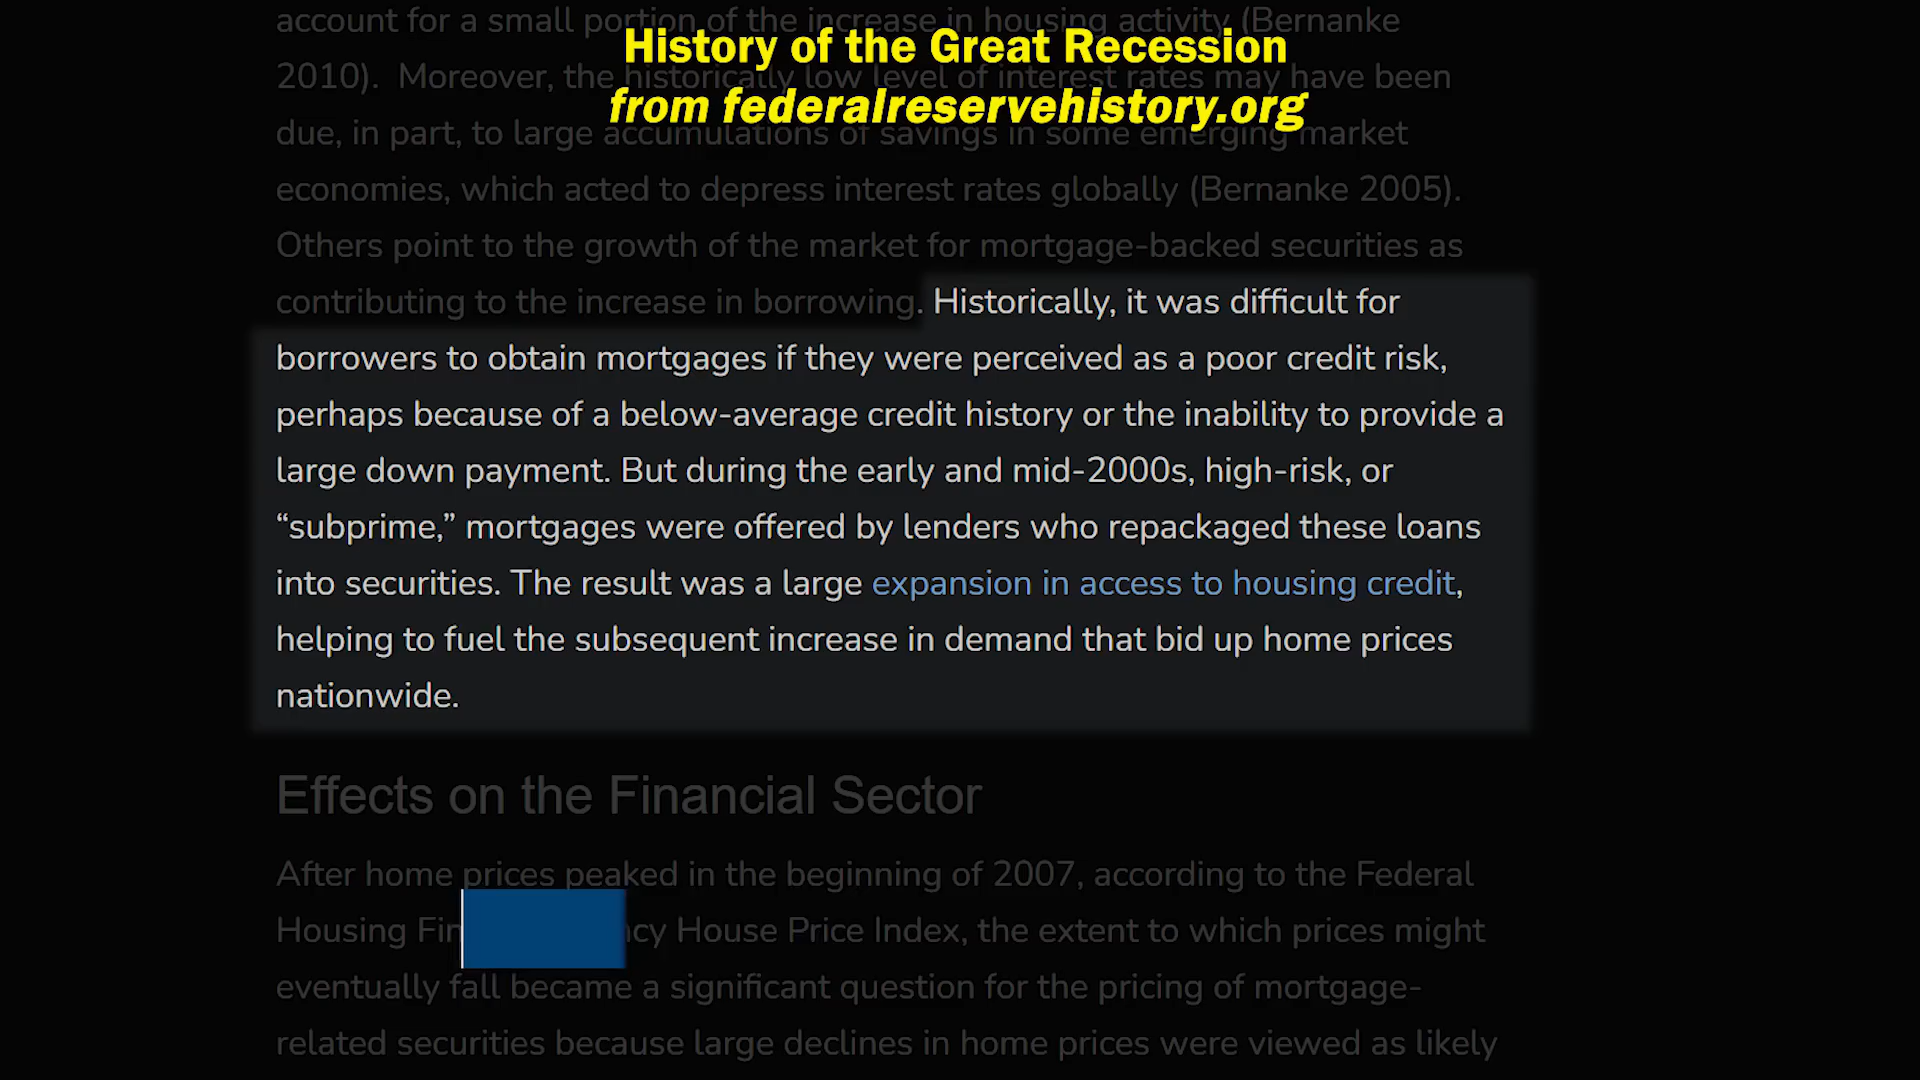 account for a small portion of the increase in housing activity (Bernanke
History of the Great Recession
2010).  Moreover, the historically low level of interest rates may have been
from federalreservehistory.org
due, in part, to large accumulations of savings in some emerging market
economies, which acted to depress interest rates globally (Bernanke 2005).
Others point to the growth of the market for mortgage-backed securities as
contributing to the increase in borrowing. Historically, it was difficult for
borrowers to obtain mortgages if they were perceived as a poor credit risk,
perhaps because of a below-average credit history or the inability to provide a
large down payment. But during the early and mid-2000s, high-risk, or
“subprime,” mortgages were offered by lenders who repackaged these loans
into securities. The result was a large expansion in access to housing credit,
helping to fuel the subsequent increase in demand that bid up home prices
nationwide.
Effects on the Financial Sector
After home prices peaked in the beginning of 2007, according to the Federal
Housing House Price Index, the extent to which prices might
eventually fall became a significant question for the pricing of mortgage-
related securities because large declines in home prices were viewed as likely